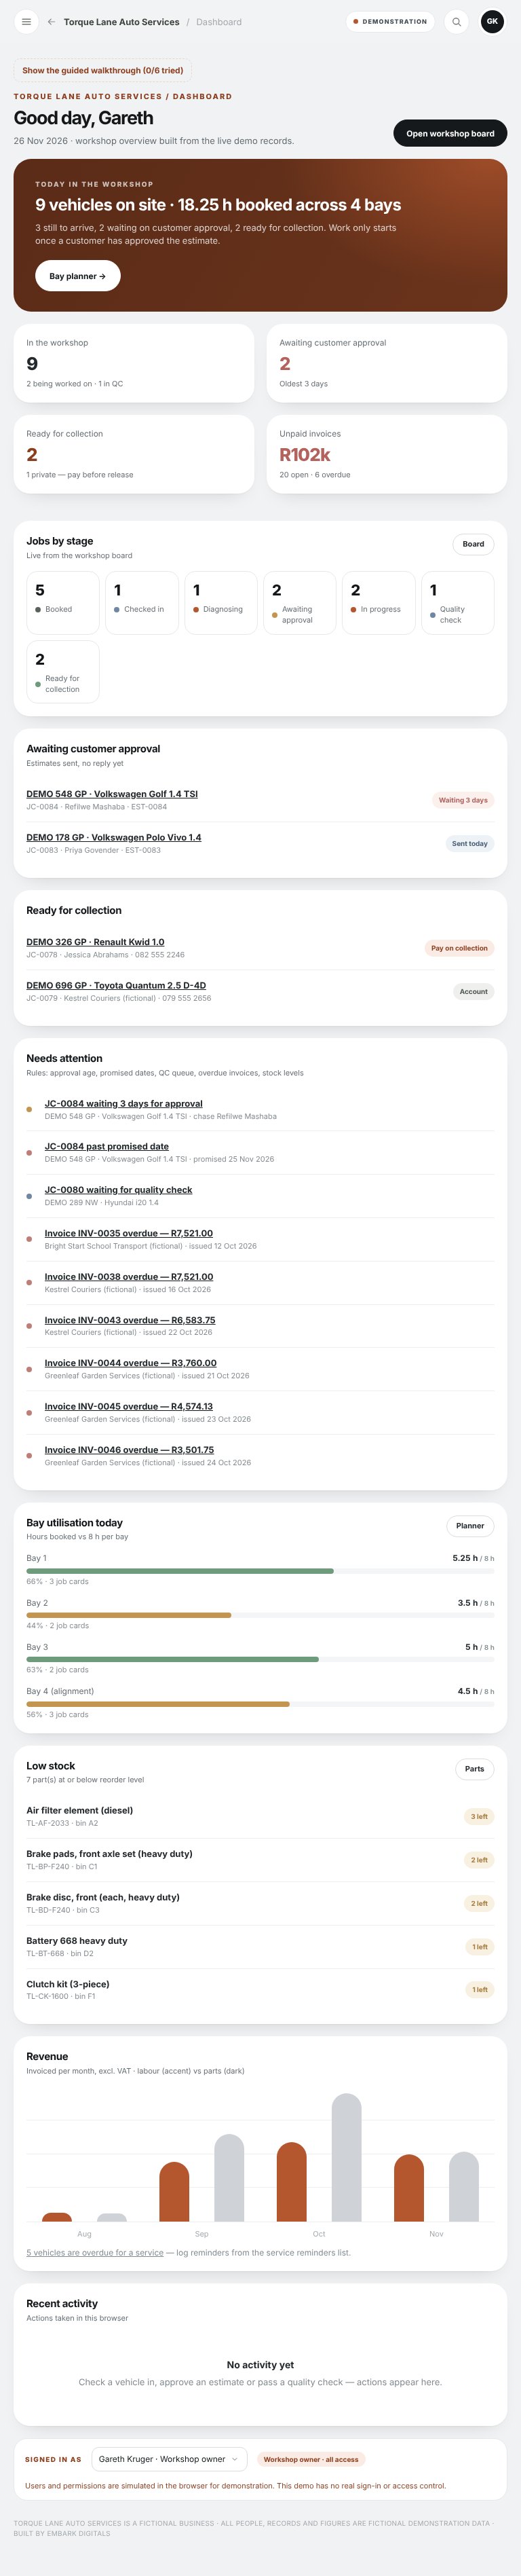 Torque Lane Auto Services / Dashboard
DEMONSTRATION
GK
Show the guided walkthrough (0/6 tried)
TORQUE LANE AUTO SERVICES / DASHBOARD
Good day, Gareth
26 Nov 2026 · workshop overview built from the live demo records.
Open workshop board
TODAY IN THE WORKSHOP
9 vehicles on site · 18.25 h booked across 4 bays
3 still to arrive, 2 waiting on customer approval, 2 ready for collection. Work only starts
once a customer has approved the estimate.
Bay planner →
In the workshop
9
2 being worked on · 1 in QC
Awaiting customer approval
2
Oldest 3 days
Ready for collection
2
1 private — pay before release
Unpaid invoices
R102k
20 open · 6 overdue
Jobs by stage
Live from the workshop board
Board
5
Booked
1
Checked in
1
Diagnosing
2
Awaiting
approval
2
In progress
1
Quality
check
2
Ready for
collection
Awaiting customer approval
Estimates sent, no reply yet
DEMO 548 GP · Volkswagen Golf 1.4 TSI
JC-0084 · Refilwe Mashaba · EST-0084
Waiting 3 days
DEMO 178 GP · Volkswagen Polo Vivo 1.4
JC-0083 · Priya Govender · EST-0083
Sent today
Ready for collection
DEMO 326 GP · Renault Kwid 1.0
JC-0078 · Jessica Abrahams · 082 555 2246
Pay on collection
DEMO 696 GP · Toyota Quantum 2.5 D-4D
JC-0079 · Kestrel Couriers (fictional) · 079 555 2656
Account
Needs attention
Rules: approval age, promised dates, QC queue, overdue invoices, stock levels
JC-0084 waiting 3 days for approval
DEMO 548 GP · Volkswagen Golf 1.4 TSI · chase Refilwe Mashaba
JC-0084 past promised date
DEMO 548 GP · Volkswagen Golf 1.4 TSI · promised 25 Nov 2026
JC-0080 waiting for quality check
DEMO 289 NW · Hyundai i20 1.4
Invoice INV-0035 overdue — R7,521.00
Bright Start School Transport (fictional) · issued 12 Oct 2026
Invoice INV-0038 overdue — R7,521.00
Kestrel Couriers (fictional) · issued 16 Oct 2026
Invoice INV-0043 overdue — R6,583.75
Kestrel Couriers (fictional) · issued 22 Oct 2026
Invoice INV-0044 overdue — R3,760.00
Greenleaf Garden Services (fictional) · issued 21 Oct 2026
Invoice INV-0045 overdue — R4,574.13
Greenleaf Garden Services (fictional) · issued 23 Oct 2026
Invoice INV-0046 overdue — R3,501.75
Greenleaf Garden Services (fictional) · issued 24 Oct 2026
Bay utilisation today
Hours booked vs 8 h per bay
Planner
Bay 1
5.25 h / 8 h
66% · 3 job cards
Bay 2
3.5 h / 8 h
44% · 2 job cards
Bay 3
5 h / 8 h
63% · 2 job cards
Bay 4 (alignment)
4.5 h / 8 h
56% · 3 job cards
Low stock
7 part(s) at or below reorder level
Parts
Air filter element (diesel)
TL-AF-2033 · bin A2
3 left
Brake pads, front axle set (heavy duty)
TL-BP-F240 · bin C1
2 left
Brake disc, front (each, heavy duty)
TL-BD-F240 · bin C3
2 left
Battery 668 heavy duty
TL-BT-668 · bin D2
1 left
Clutch kit (3-piece)
TL-CK-1600 · bin F1
1 left
Revenue
Invoiced per month, excl. VAT · labour (accent) vs parts (dark)
Aug
Sep
Oct
Nov
5 vehicles are overdue for a service — log reminders from the service reminders list.
Recent activity
Actions taken in this browser
No activity yet
Check a vehicle in, approve an estimate or pass a quality check — actions appear here.
SIGNED IN AS
Gareth Kruger · Workshop owner
Workshop owner · all access
Users and permissions are simulated in the browser for demonstration. This demo has no real sign-in or access control.
TORQUE LANE AUTO SERVICES IS A FICTIONAL BUSINESS · ALL PEOPLE, RECORDS AND FIGURES ARE FICTIONAL DEMONSTRATION DATA ·
BUILT BY EMBARK DIGITALS